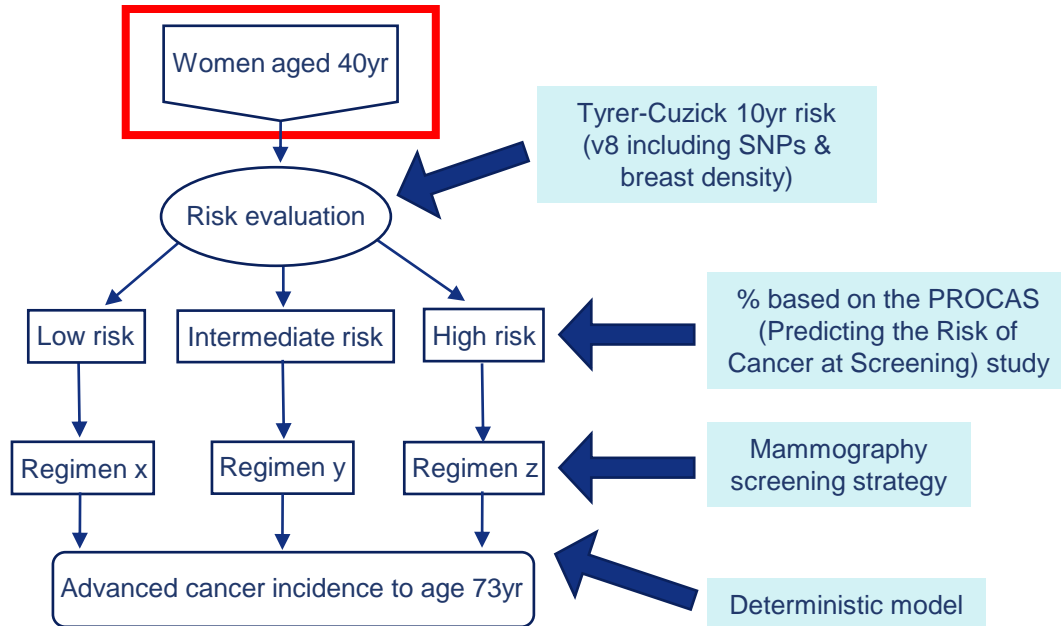 Women aged 40yr
Tyrer-Cuzick 10yr risk
(v8 including SNPs &
breast density)
Risk evaluation
% based on the PROCAS
(Predicting the Risk of
Cancer at Screening) study
Low risk
Intermediate risk
High risk
Regimen x
Regimen y
Regimen z
Mammography
screening strategy
Advanced cancer incidence to age 73yr
Deterministic model